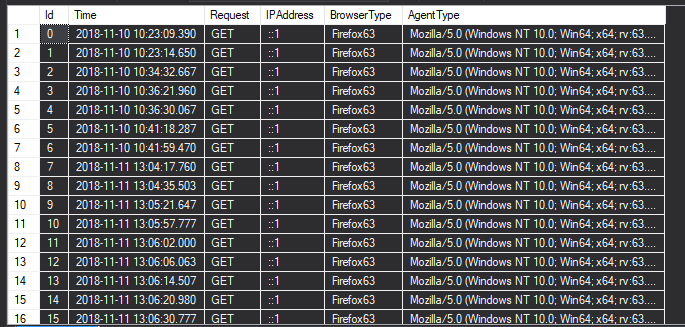 Id Time Request IPAddress BrowserType AgentType
1 0 2018-11-10 10:23:09.390 GET ::1 Firefox63 Mozilla/5.0 (Windows NT 10.0; Win64; x64; rv:63....
2 1 2018-11-10 10:23:14.650 GET ::1 Firefox63 Mozilla/5.0 (Windows NT 10.0; Win64; x64; rv:63....
3 2 2018-11-10 10:34:32.667 GET ::1 Firefox63 Mozilla/5.0 (Windows NT 10.0; Win64; x64; rv:63....
4 3 2018-11-10 10:36:21.960 GET ::1 Firefox63 Mozilla/5.0 (Windows NT 10.0; Win64; x64; rv:63....
5 4 2018-11-10 10:36:30.067 GET ::1 Firefox63 Mozilla/5.0 (Windows NT 10.0; Win64; x64; rv:63....
6 5 2018-11-10 10:41:18.287 GET ::1 Firefox63 Mozilla/5.0 (Windows NT 10.0; Win64; x64; rv:63....
7 6 2018-11-10 10:41:59.470 GET ::1 Firefox63 Mozilla/5.0 (Windows NT 10.0; Win64; x64; rv:63....
8 7 2018-11-11 13:04:17.760 GET ::1 Firefox63 Mozilla/5.0 (Windows NT 10.0; Win64; x64; rv:63....
9 8 2018-11-11 13:04:35.503 GET ::1 Firefox63 Mozilla/5.0 (Windows NT 10.0; Win64; x64; rv:63....
10 9 2018-11-11 13:05:21.647 GET ::1 Firefox63 Mozilla/5.0 (Windows NT 10.0; Win64; x64; rv:63....
11 10 2018-11-11 13:05:57.777 GET ::1 Firefox63 Mozilla/5.0 (Windows NT 10.0; Win64; x64; rv:63....
12 11 2018-11-11 13:06:02.000 GET ::1 Firefox63 Mozilla/5.0 (Windows NT 10.0; Win64; x64; rv:63....
13 12 2018-11-11 13:06:06.063 GET ::1 Firefox63 Mozilla/5.0 (Windows NT 10.0; Win64; x64; rv:63....
14 13 2018-11-11 13:06:14.507 GET ::1 Firefox63 Mozilla/5.0 (Windows NT 10.0; Win64; x64; rv:63....
15 14 2018-11-11 13:06:20.980 GET ::1 Firefox63 Mozilla/5.0 (Windows NT 10.0; Win64; x64; rv:63....
16 15 2018-11-11 13:06:30.777 GET ::1 Firefox63 Mozilla/5.0 (Windows NT 10.0; Win64; x64; rv:63....